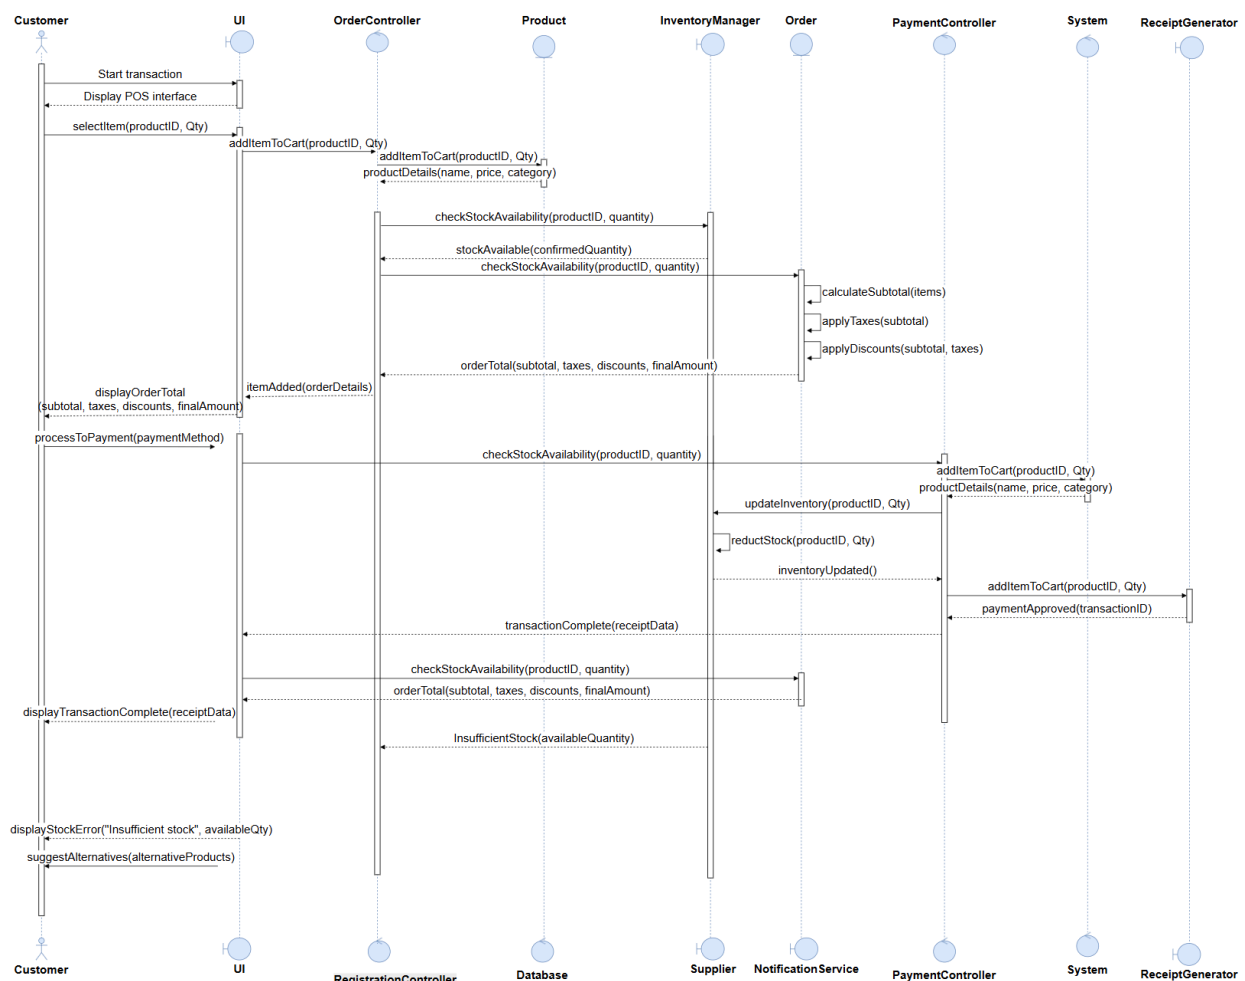 Customer UI OrderController Product InventoryManager Order PaymentController System ReceiptGenerator
Start transaction
Display POS interface
selectItem(productID, Qty)
addItemToCart(productID, Qty)
addItemToCart(productID, Qty)
productDetails(name, price, category)
checkStockAvailability(productID, quantity)
stockAvailable(confirmedQuantity)
checkStockAvailability(productID, quantity)
calculateSubtotal(items)
applyTaxes(subtotal)
applyDiscounts(subtotal, taxes)
orderTotal(subtotal, taxes, discounts, finalAmount)
itemAdded(orderDetails)
displayOrderTotal
(subtotal, taxes, discounts, finalAmount)
processToPayment(paymentMethod)
checkStockAvailability(productID, quantity)
addItemToCart(productID, Qty)
productDetails(name, price, category)
updateInventory(productID, Qty)
reductStock(productID, Qty)
inventoryUpdated()
addItemToCart(productID, Qty)
paymentApproved(transactionID)
transactionComplete(receiptData)
checkStockAvailability(productID, quantity)
orderTotal(subtotal, taxes, discounts, finalAmount)
displayTransactionComplete(receiptData)
InsufficientStock(availableQuantity)
displayStockError("Insufficient stock", availableQty)
suggestAlternatives(alternativeProducts)
Customer UI RegistrationController Database Supplier NotificationService PaymentController System ReceiptGenerator